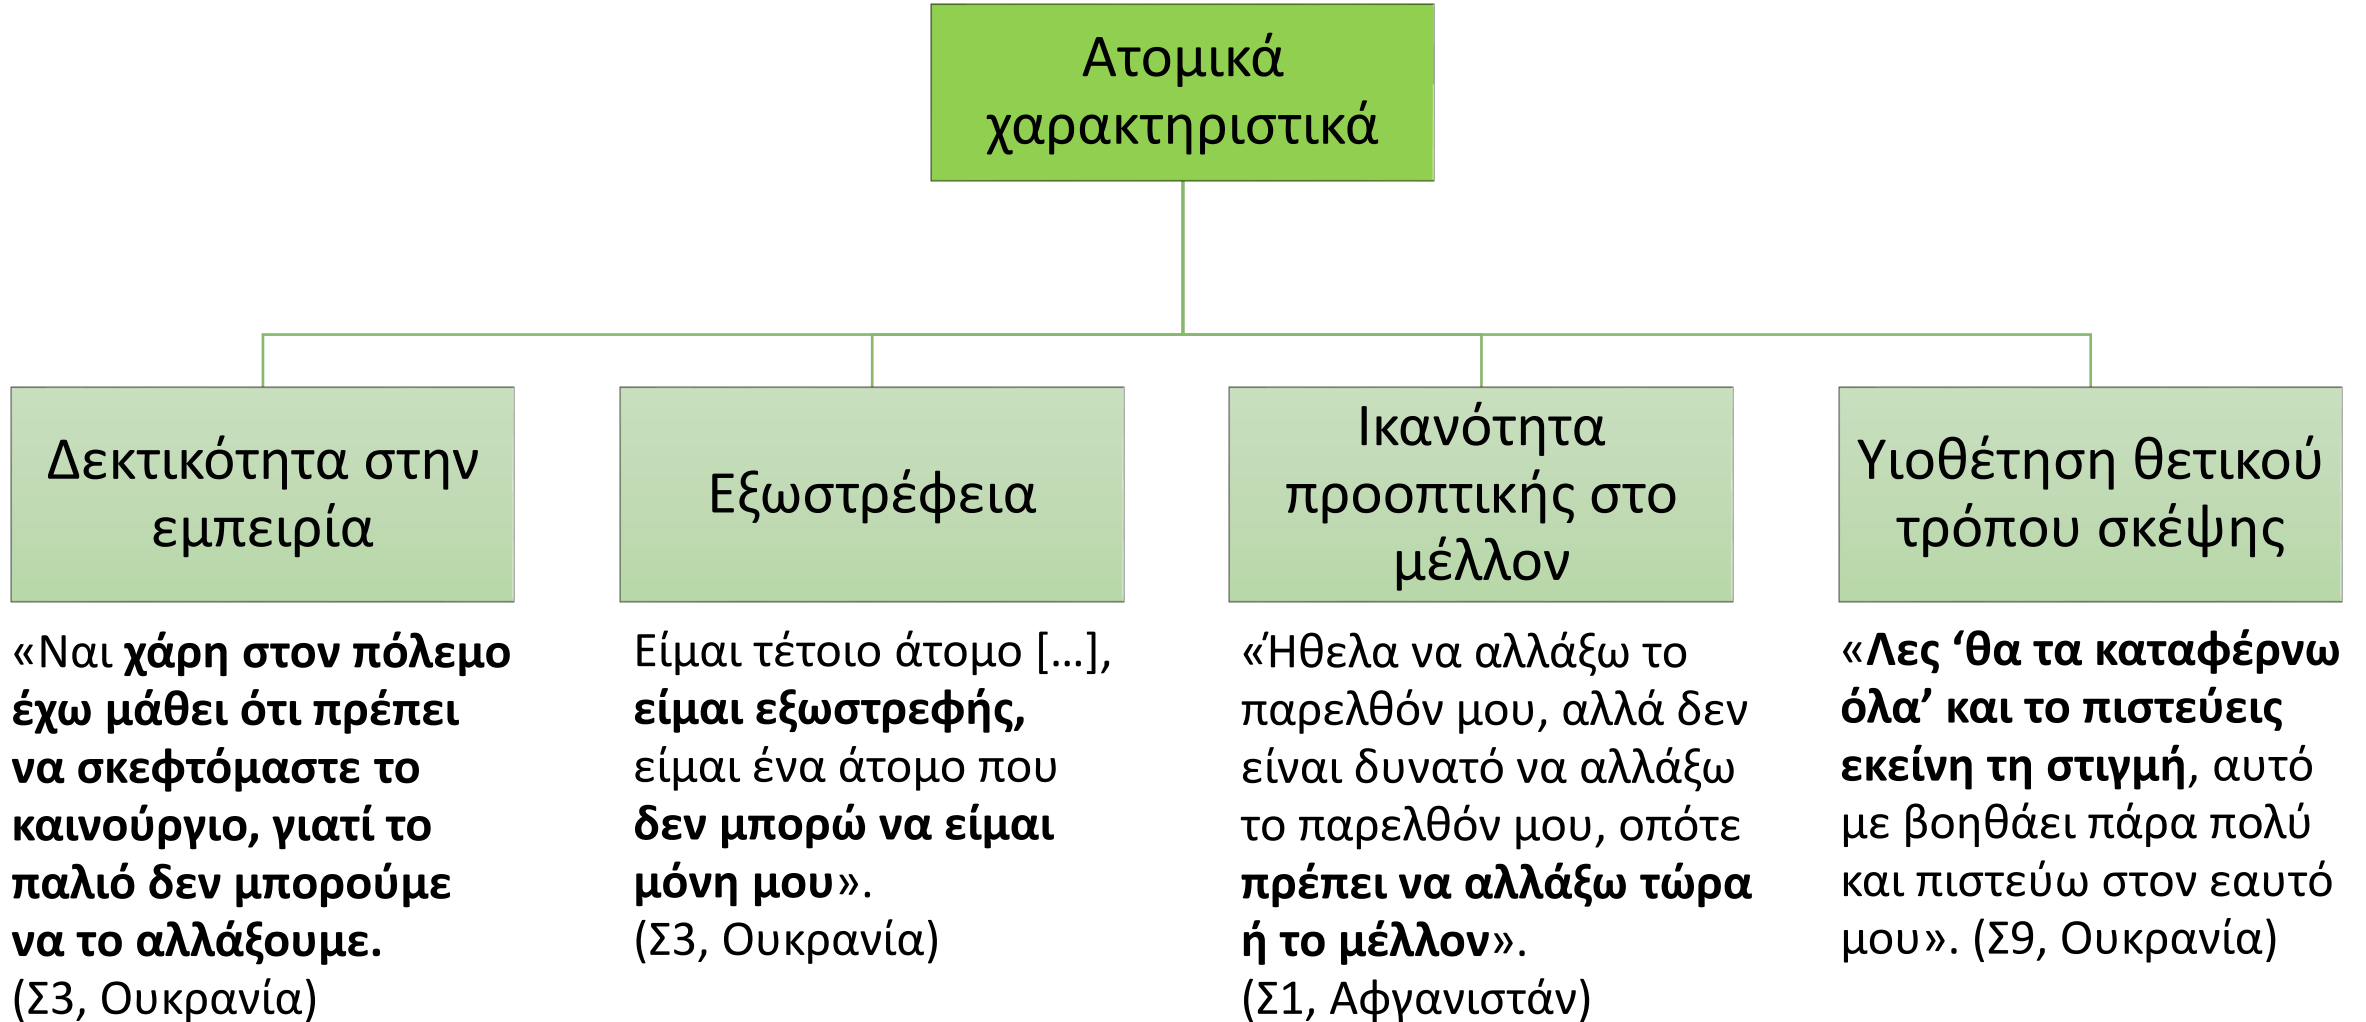 Ατομικά
χαρακτηριστικά
Δεκτικότητα στην
εμπειρία
Εξωστρέφεια
Ικανότητα
προοπτικής στο
μέλλον
Υιοθέτηση θετικού
τρόπου σκέψης
«Ναι χάρη στον πόλεμο
έχω μάθει ότι πρέπει
να σκεφτόμαστε το
καινούργιο, γιατί το
παλιό δεν μπορούμε
να το αλλάξουμε.
(Σ3, Ουκρανία)
Είμαι τέτοιο άτομο […],
είμαι εξωστρεφής,
είμαι ένα άτομο που
δεν μπορώ να είμαι
μόνη μου».
(Σ3, Ουκρανία)
«Ήθελα να αλλάξω το
παρελθόν μου, αλλά δεν
είναι δυνατό να αλλάξω
το παρελθόν μου, οπότε
πρέπει να αλλάξω τώρα
ή το μέλλον».
(Σ1, Αφγανιστάν)
«Λες ‘θα τα καταφέρνω
όλα’ και το πιστεύεις
εκείνη τη στιγμή, αυτό
με βοηθάει πάρα πολύ
και πιστεύω στον εαυτό
μου». (Σ9, Ουκρανία)